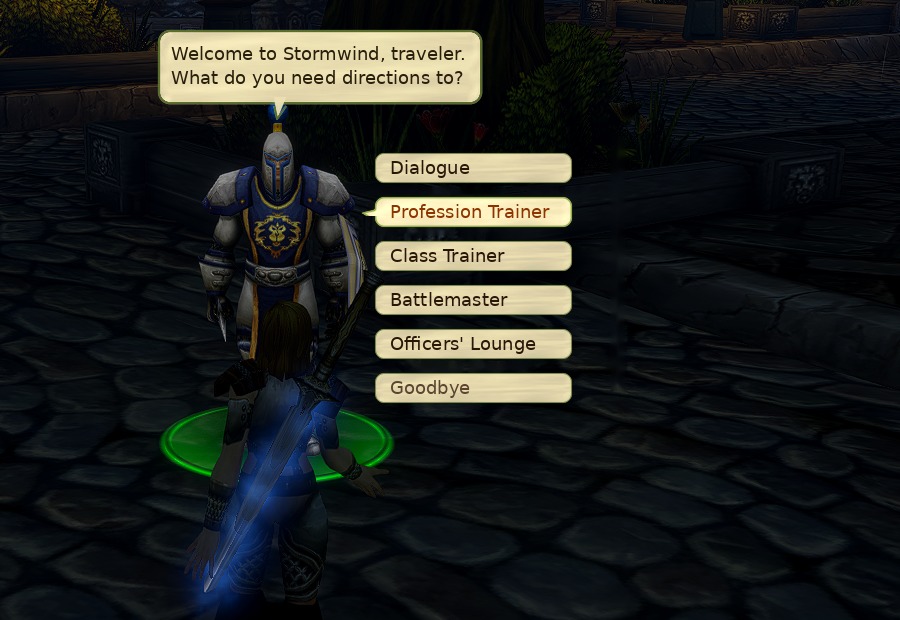 Welcome to Stormwind, traveler.
What do you need directions to?
Dialogue
Profession Trainer
Class Trainer
Battlemaster
Officers' Lounge
Goodbye